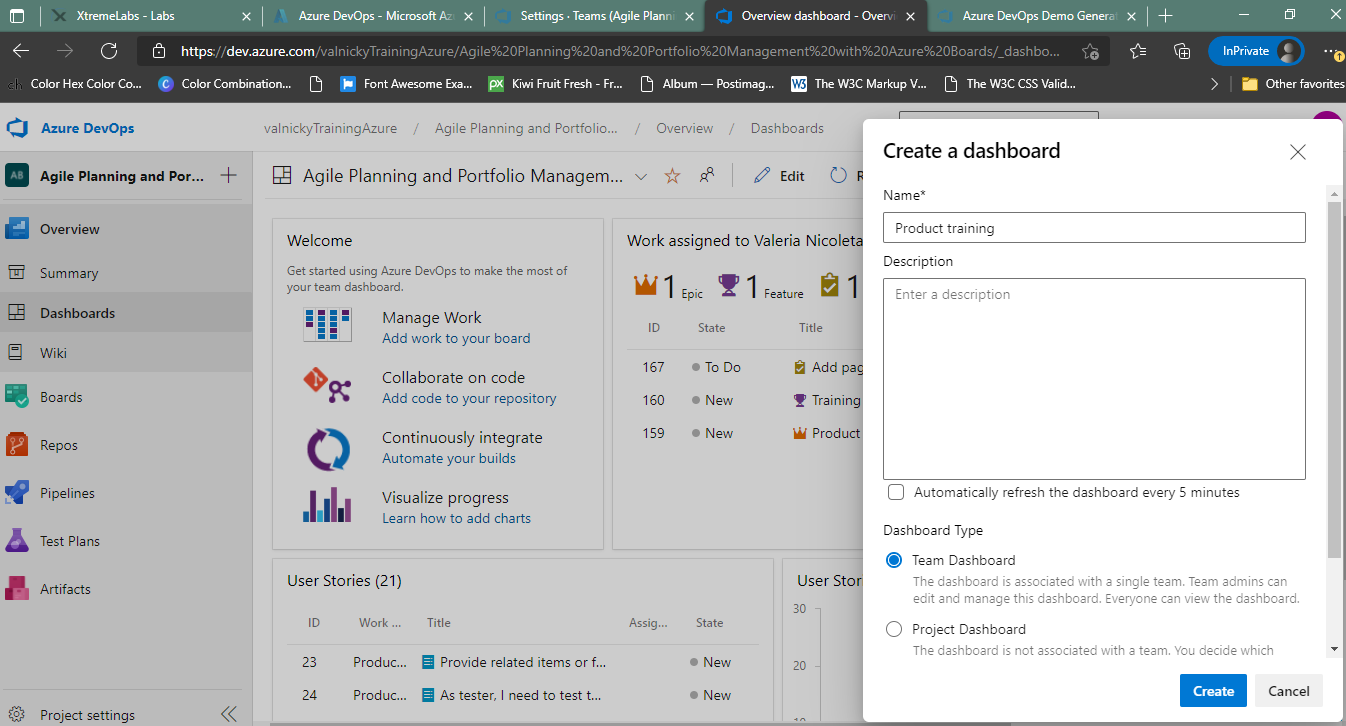 XtremeLabs - Labs
Azure DevOps - Microsoft Az
Settings · Teams (Agile Planni
Overview dashboard - Overvi
Azure DevOps Demo Generat
https://dev.azure.com/valnickyTrainingAzure/Agile%20Planning%20and%20Portfolio%20Management%20with%20Azure%20Boards/_dashbo...
InPrivate
Color Hex Color Co...
Color Combination...
Font Awesome Exa...
Kiwi Fruit Fresh - Fr...
Album — Postimag...
The W3C Markup V...
The W3C CSS Valid...
Other favorites
Azure DevOps
valnickyTrainingAzure / Agile Planning and Portfolio... / Overview / Dashboards
AB
Agile Planning and Por...
Overview
Summary
Dashboards
Wiki
Boards
Repos
Pipelines
Test Plans
Artifacts
Project settings
Agile Planning and Portfolio Managem...
Edit
R
Welcome
Get started using Azure DevOps to make the most of
your team dashboard.
Manage Work
Add work to your board
Collaborate on code
Add code to your repository
Continuously integrate
Automate your builds
Visualize progress
Learn how to add charts
Work assigned to Valeria Nicoleta
1 Epic 1 Feature 1
ID State Title
167 To Do Add pag
160 New Training
159 New Product
User Stories (21)
ID Work ... Title Assig... State
23 Produc... Provide related items or f... New
24 Produc... As tester, I need to test t... New
User Stor
30
20
10
Create a dashboard
Name*
Product training
Description
Enter a description
Automatically refresh the dashboard every 5 minutes
Dashboard Type
Team Dashboard
The dashboard is associated with a single team. Team admins can
edit and manage this dashboard. Everyone can view the dashboard.
Project Dashboard
The dashboard is not associated with a team. You decide which
Create
Cancel